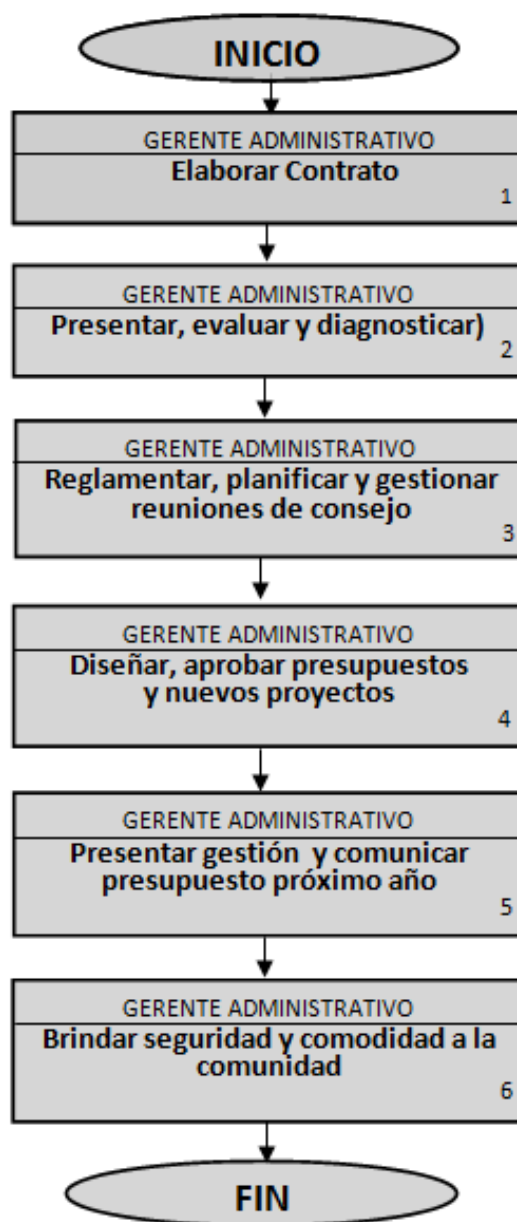 INICIO
GERENTE ADMINISTRATIVO
Elaborar Contrato
1
GERENTE ADMINISTRATIVO
Presentar, evaluar y diagnosticar)
2
GERENTE ADMINISTRATIVO
Reglamentar, planificar y gestionar
reuniones de consejo
3
GERENTE ADMINISTRATIVO
Diseñar, aprobar presupuestos
y nuevos proyectos
4
GERENTE ADMINISTRATIVO
Presentar gestión y comunicar
presupuesto próximo año
5
GERENTE ADMINISTRATIVO
Brindar seguridad y comodidad a la
comunidad
6
FIN